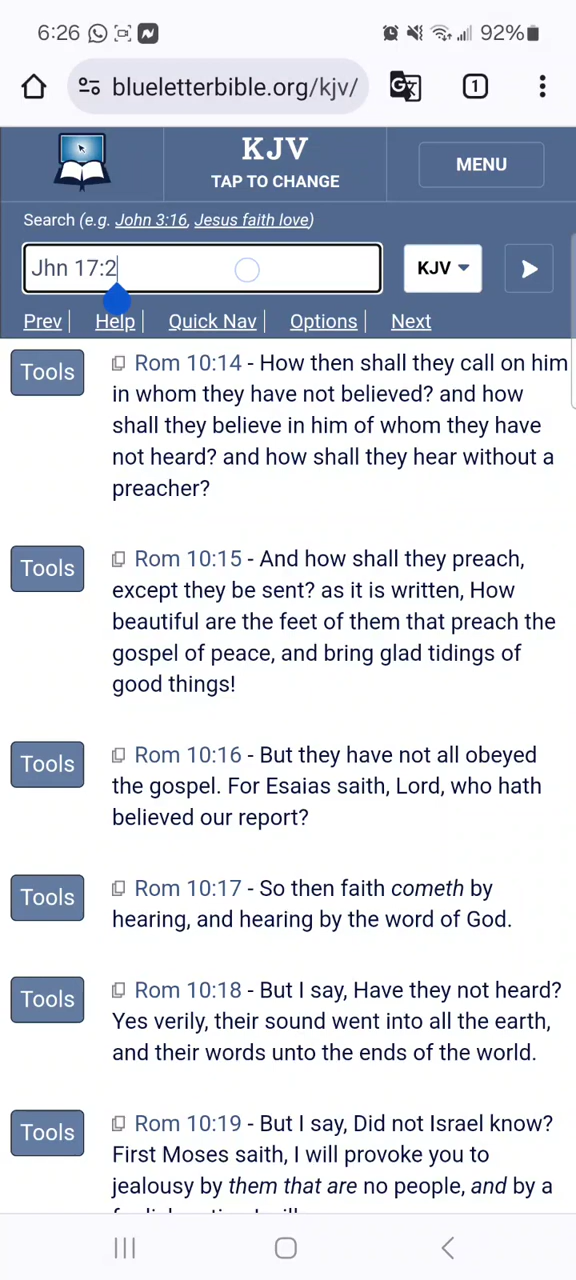 6:26 92%
blueletterbible.org/kjv/ 1
KJV
TAP TO CHANGE
MENU
Search (e.g. John 3:16, Jesus faith love)
Jhn 17:2 KJV
Prev | Help | Quick Nav | Options | Next
Tools Rom 10:14 - How then shall they call on him
in whom they have not believed? and how
shall they believe in him of whom they have
not heard? and how shall they hear without a
preacher?
Tools Rom 10:15 - And how shall they preach,
except they be sent? as it is written, How
beautiful are the feet of them that preach the
gospel of peace, and bring glad tidings of
good things!
Tools Rom 10:16 - But they have not all obeyed
the gospel. For Esaias saith, Lord, who hath
believed our report?
Tools Rom 10:17 - So then faith cometh by
hearing, and hearing by the word of God.
Tools Rom 10:18 - But I say, Have they not heard?
Yes verily, their sound went into all the earth,
and their words unto the ends of the world.
Tools Rom 10:19 - But I say, Did not Israel know?
First Moses saith, I will provoke you to
jealousy by them that are no people, and by a